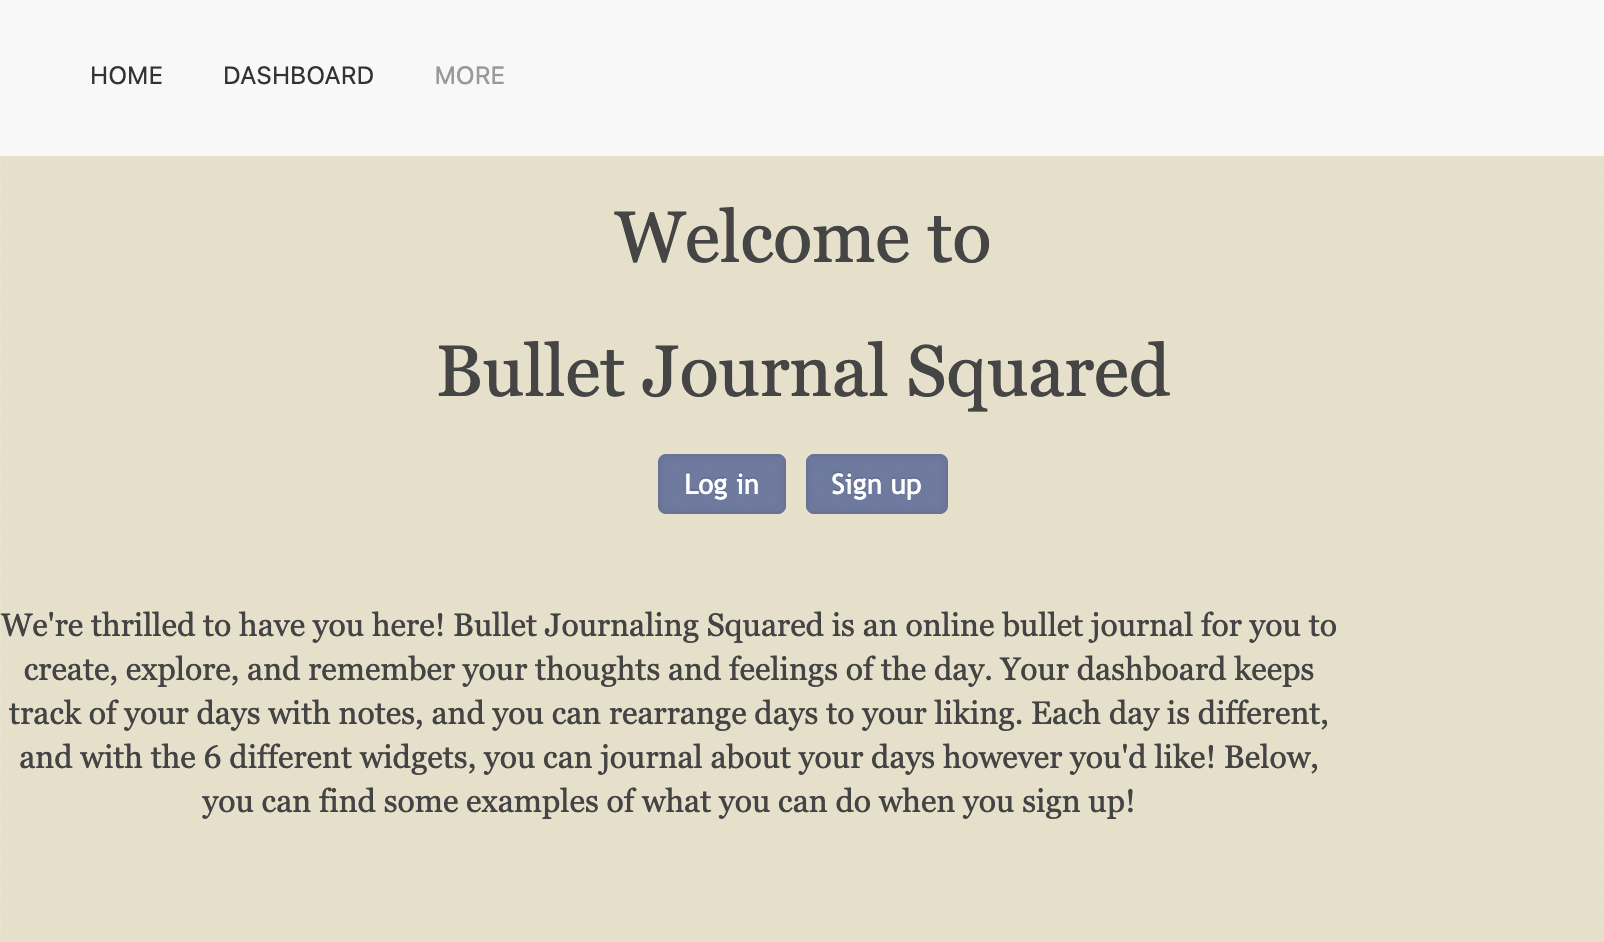 HOME DASHBOARD MORE
Welcome to
Bullet Journal Squared
Log in Sign up
We're thrilled to have you here! Bullet Journaling Squared is an online bullet journal for you to
create, explore, and remember your thoughts and feelings of the day. Your dashboard keeps
track of your days with notes, and you can rearrange days to your liking. Each day is different,
and with the 6 different widgets, you can journal about your days however you'd like! Below,
you can find some examples of what you can do when you sign up!